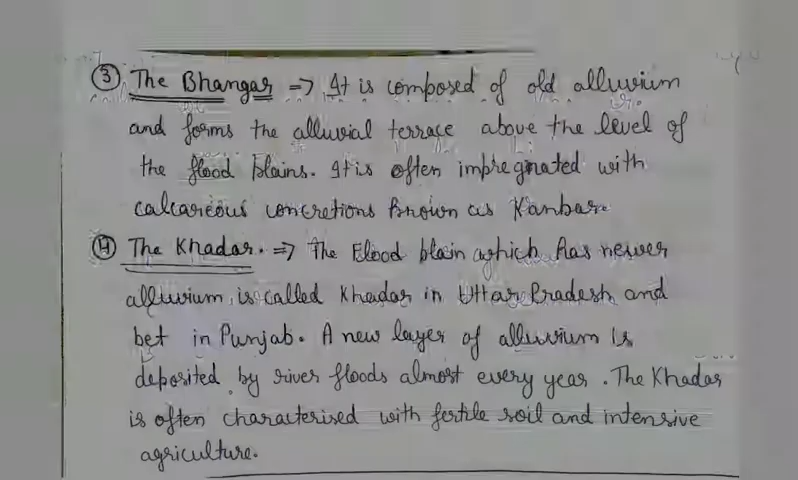 ③ The Bhangar => It is composed of old alluvium
and forms the alluvial terrace above the level of
the flood plains. It is often impregnated with
calcareous concretions known as Kankar
④ The Khadar. => The Flood plain which has newer
alluvium, is called Khadar in Uttar Pradesh and
bet in Punjab. A new layer of alluvium is
deposited by river floods almost every year. The Khadar
is often characterised with fertile soil and intensive
agriculture.